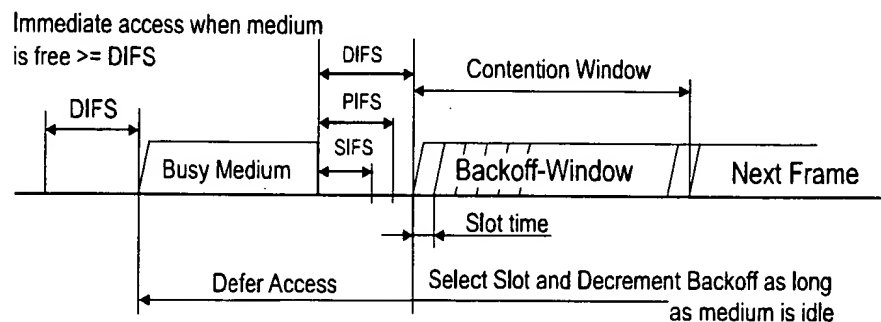 Immediate access when medium
is free >= DIFS
DIFS
DIFS
PIFS
SIFS
Contention Window
Busy Medium
Backoff-Window
Next Frame
Slot time
Defer Access
Select Slot and Decrement Backoff as long
as medium is idle